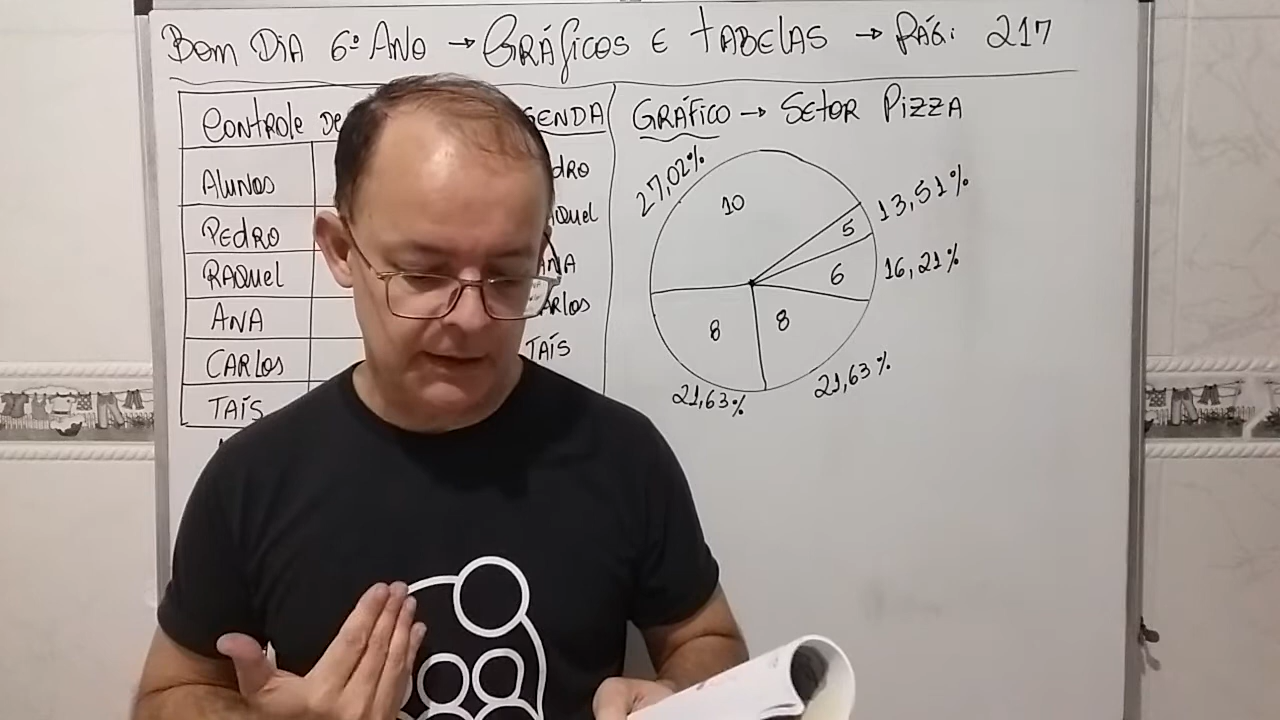 Bom Dia 6º Ano → Gráficos e tabelas → Pág: 217
Controle de
Alunos
Pedro
Raquel
Ana
Carlos
Taís
Taís
Gráfico → Setor Pizza
27,02%
10
5
13,51%
6
16,21%
8
8
21,63%
21,63%